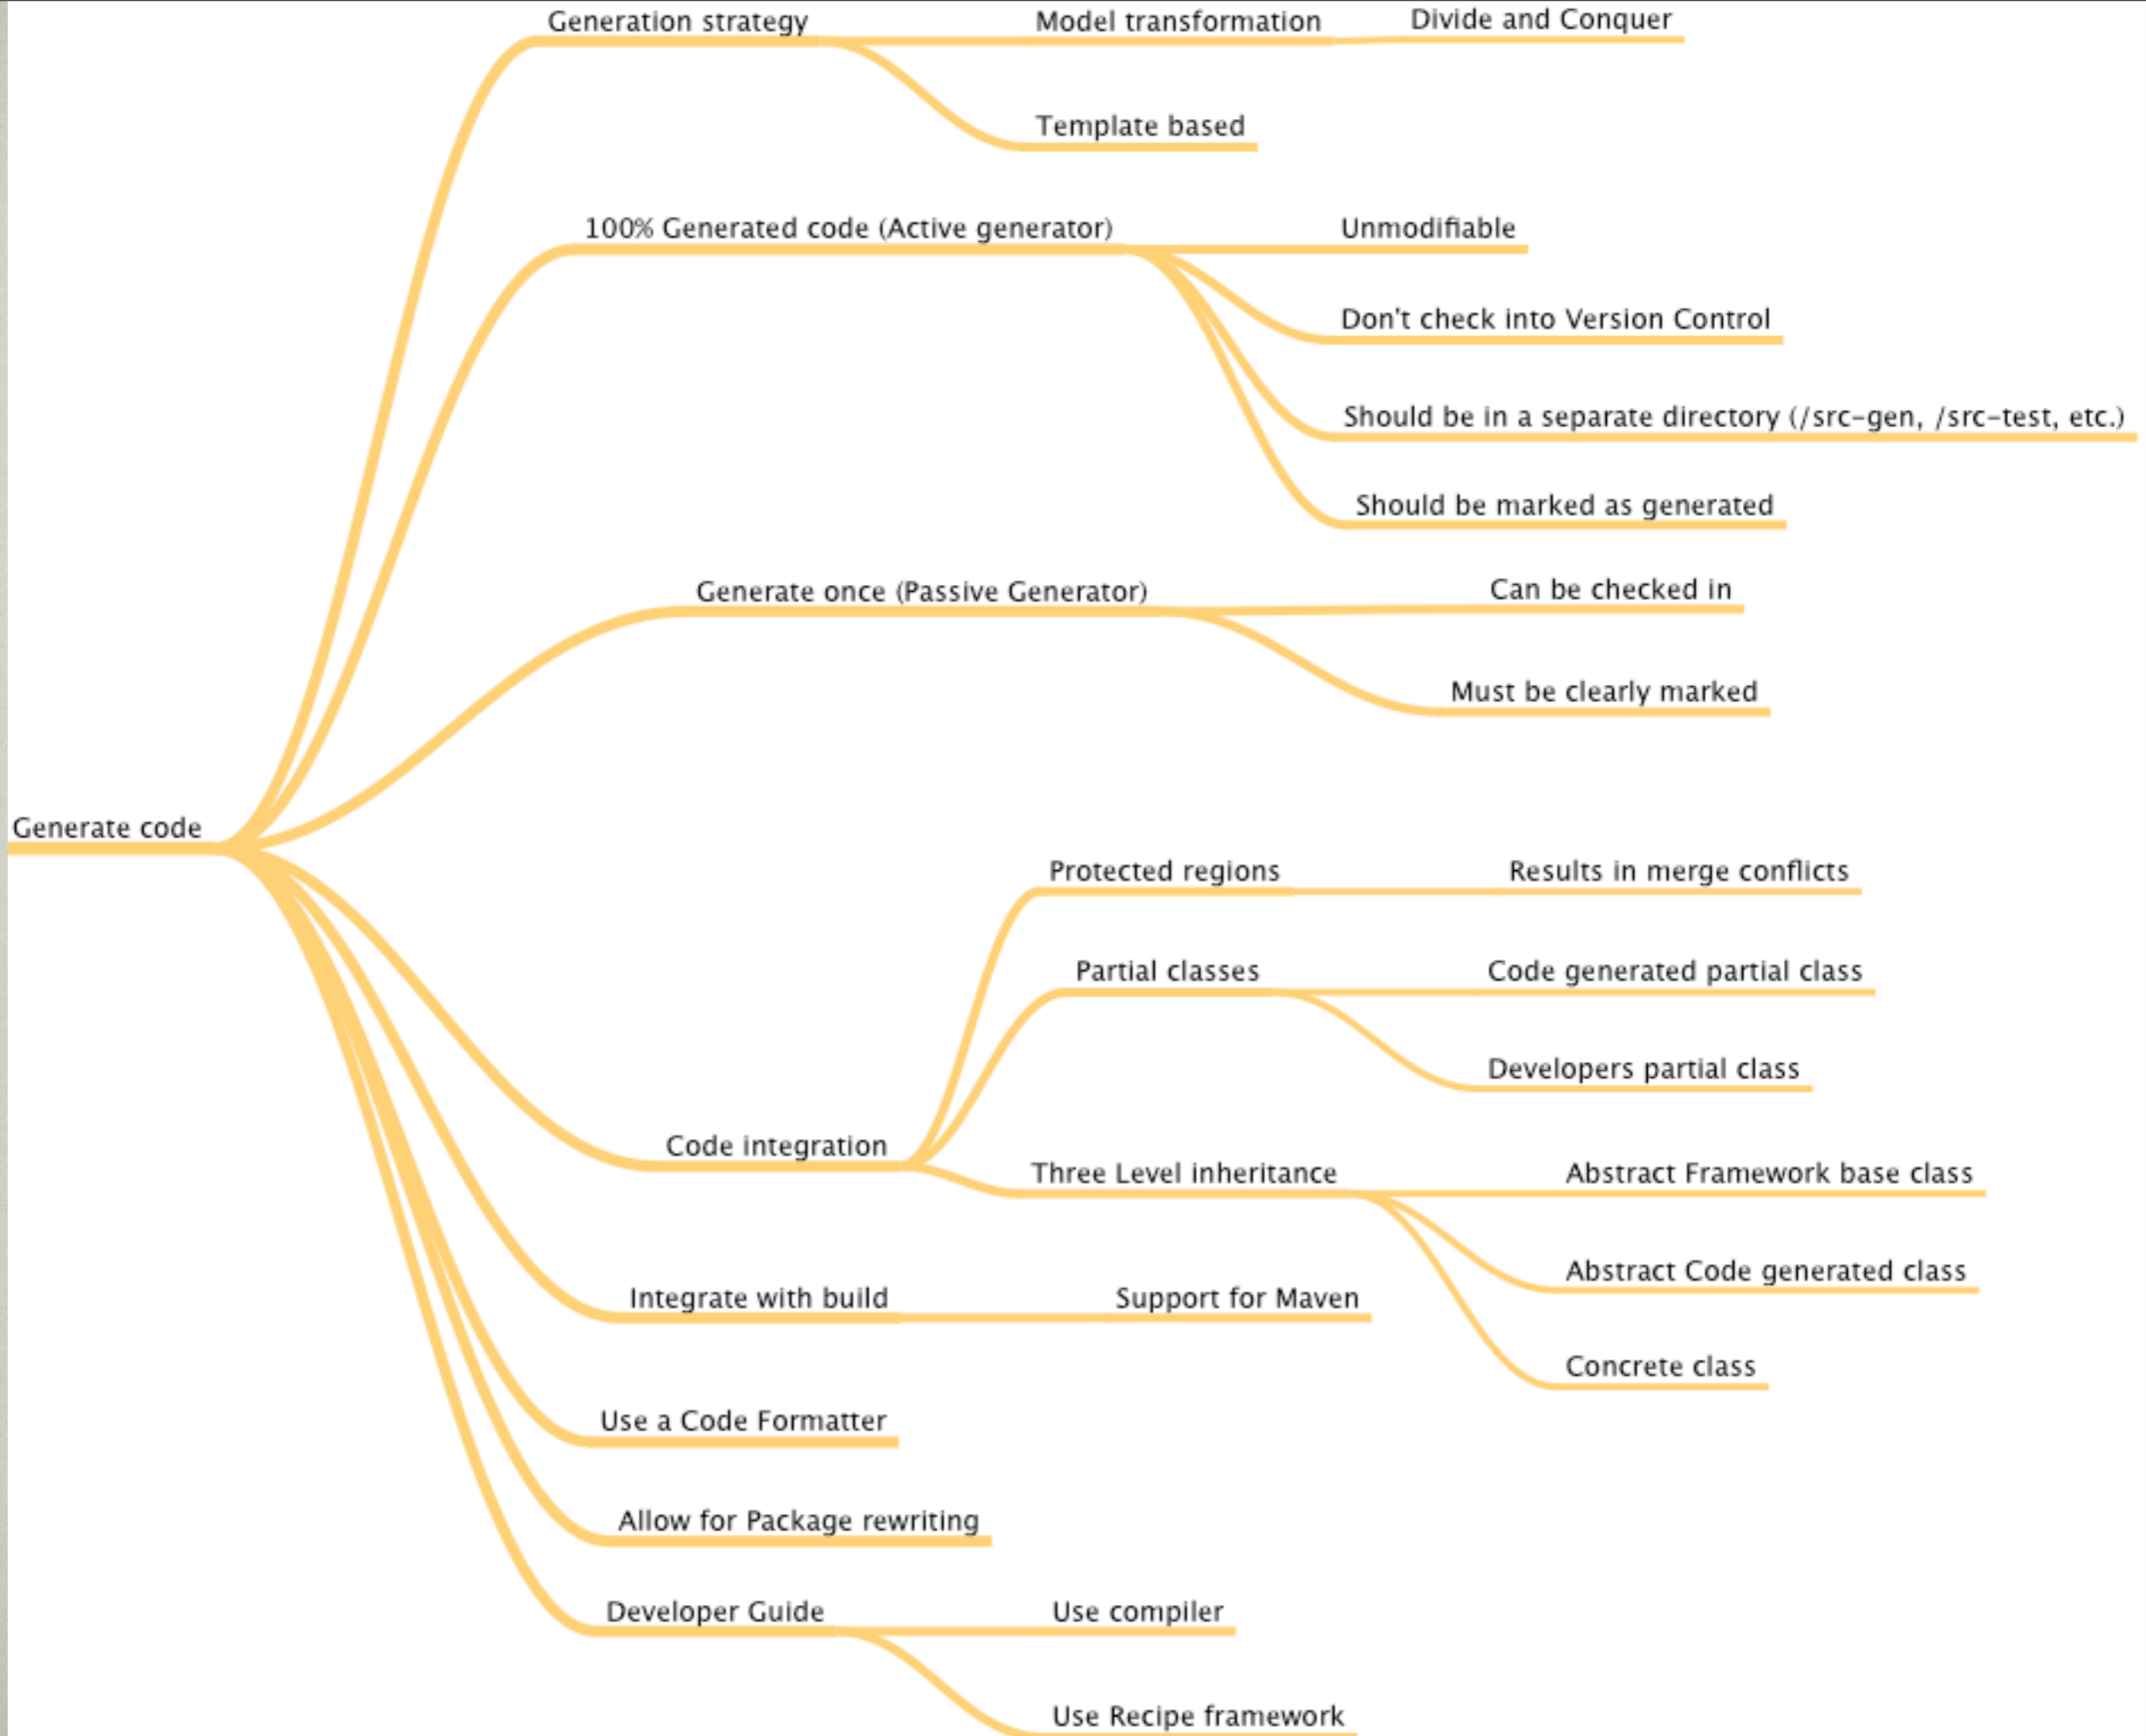 Generate code
Generation strategy
Model transformation
Divide and Conquer
Template based
100% Generated code (Active generator)
Unmodifiable
Don't check into Version Control
Should be in a separate directory (/src-gen, /src-test, etc.)
Should be marked as generated
Generate once (Passive Generator)
Can be checked in
Must be clearly marked
Code integration
Protected regions
Results in merge conflicts
Partial classes
Code generated partial class
Developers partial class
Three Level inheritance
Abstract Framework base class
Abstract Code generated class
Concrete class
Integrate with build
Support for Maven
Use a Code Formatter
Allow for Package rewriting
Developer Guide
Use compiler
Use Recipe framework